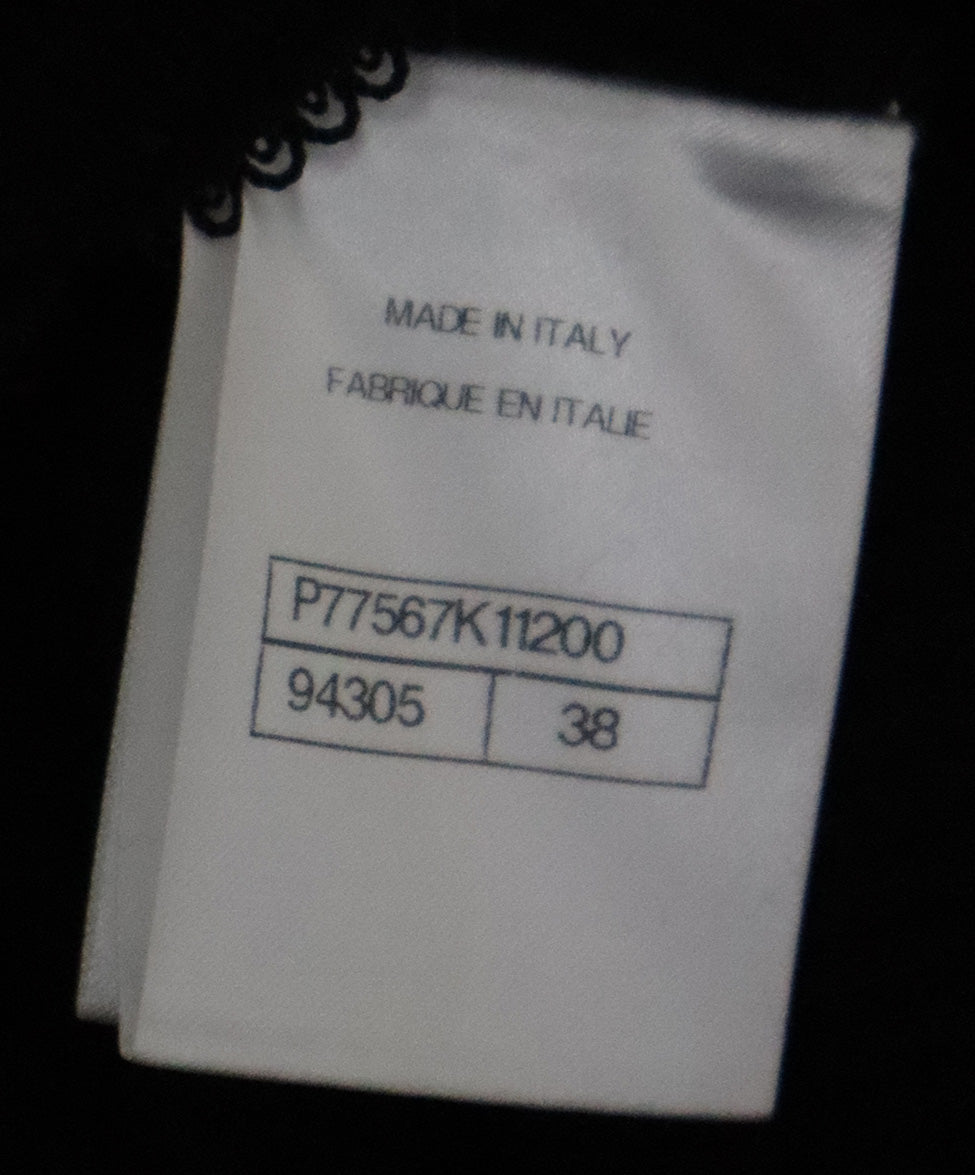 MADE IN ITALY
FABRIQUE EN ITALIE
P77567K11200
94305 38